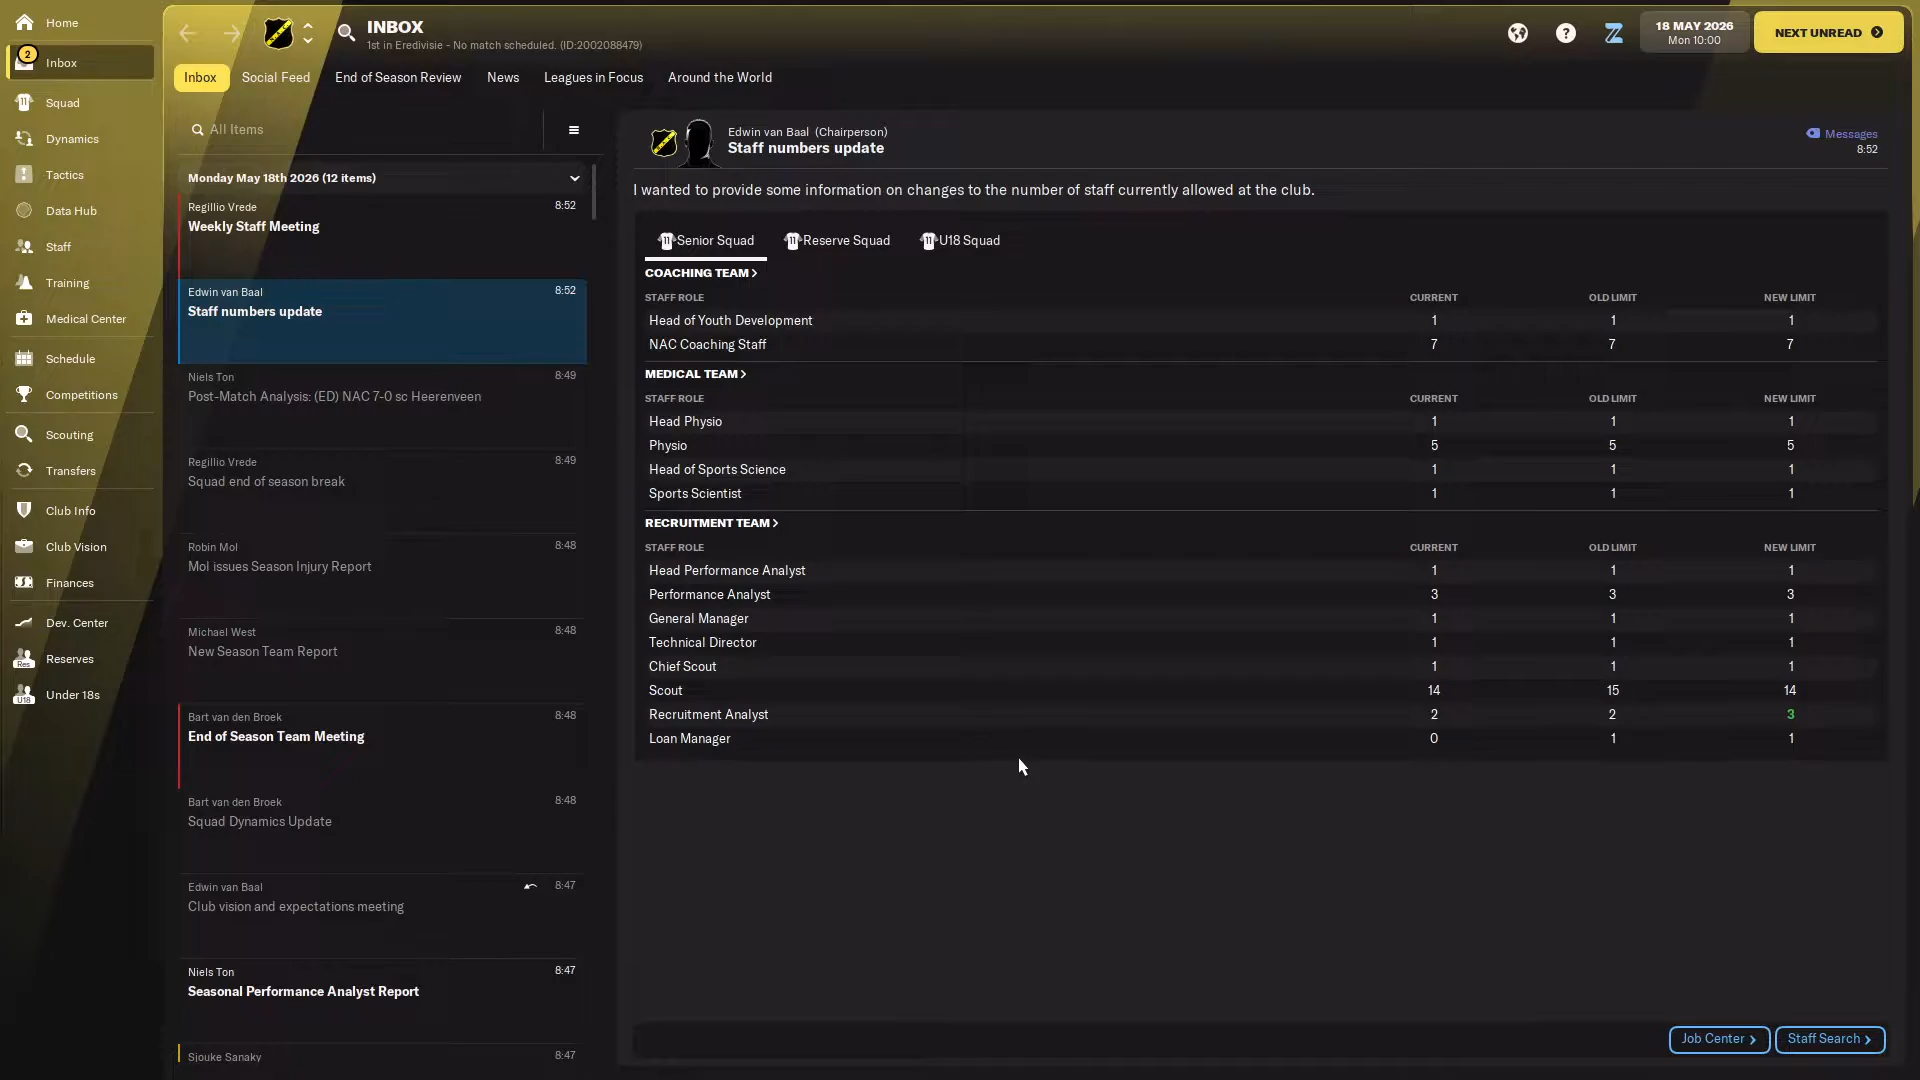 Home
2
Inbox
Squad
Dynamics
Tactics
Data Hub
Staff
Training
Medical Center
Schedule
Competitions
Scouting
Transfers
Club Info
Club Vision
Finances
Dev. Center
Res
Reserves
U18
Under 18s
INBOX
1st in Eredivisie - No match scheduled. (ID:2002088479)
18 MAY 2026
Mon 10:00
NEXT UNREAD
Inbox
Social Feed
End of Season Review
News
Leagues in Focus
Around the World
All Items
Monday May 18th 2026 (12 items)
Regillio Vrede 8:52
Weekly Staff Meeting
Edwin van Baal 8:52
Staff numbers update
Niels Ton 8:49
Post-Match Analysis: (ED) NAC 7-0 sc Heerenveen
Regillio Vrede 8:49
Squad end of season break
Robin Mol 8:48
Mol issues Season Injury Report
Michael West 8:48
New Season Team Report
Bart van den Broek 8:48
End of Season Team Meeting
Bart van den Broek 8:48
Squad Dynamics Update
Edwin van Baal 8:47
Club vision and expectations meeting
Niels Ton 8:47
Seasonal Performance Analyst Report
Sjouke Sanaky 8:47
Edwin van Baal (Chairperson)
Staff numbers update
Messages
8:52
I wanted to provide some information on changes to the number of staff currently allowed at the club.
Senior Squad
Reserve Squad
U18 Squad
COACHING TEAM >
STAFF ROLE CURRENT OLD LIMIT NEW LIMIT
Head of Youth Development 1 1 1
NAC Coaching Staff 7 7 7
MEDICAL TEAM >
STAFF ROLE CURRENT OLD LIMIT NEW LIMIT
Head Physio 1 1 1
Physio 5 5 5
Head of Sports Science 1 1 1
Sports Scientist 1 1 1
RECRUITMENT TEAM >
STAFF ROLE CURRENT OLD LIMIT NEW LIMIT
Head Performance Analyst 1 1 1
Performance Analyst 3 3 3
General Manager 1 1 1
Technical Director 1 1 1
Chief Scout 1 1 1
Scout 14 15 14
Recruitment Analyst 2 2 3
Loan Manager 0 1 1
Job Center >
Staff Search >